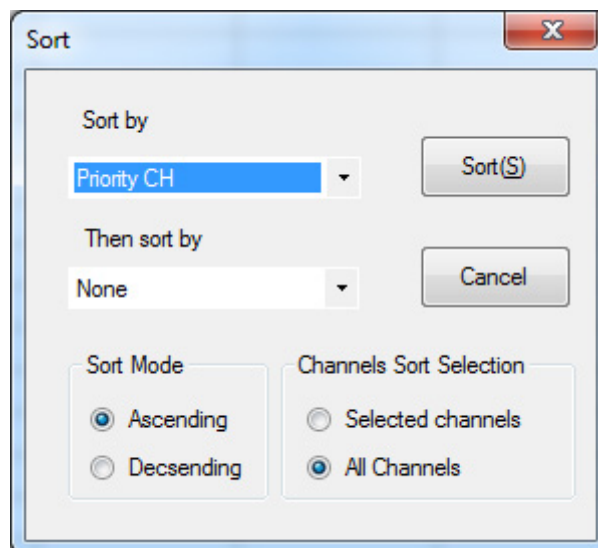 Sort
Sort by
Priority CH
Sort(S)
Then sort by
None
Cancel
Sort Mode
Channels Sort Selection
Ascending
Selected channels
Decsending
All Channels